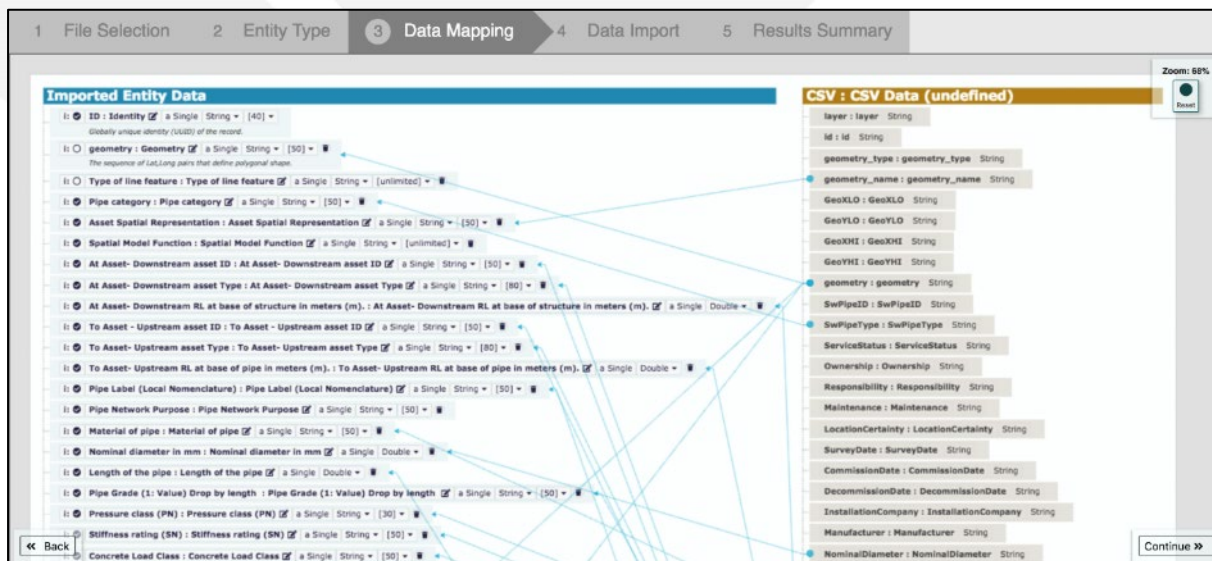 1 File Selection 2 Entity Type 3 Data Mapping 4 Data Import 5 Results Summary
Zoom: 68%
Reset
Imported Entity Data
ID : Identity a Single String [40]
Globally unique identity (UUID) of the record.
geometry : Geometry a Single String [50]
The sequence of Lat,Long pairs that define polygonal shape.
Type of line feature : Type of line feature a Single String [unlimited]
Pipe category : Pipe category a Single String [50]
Asset Spatial Representation : Asset Spatial Representation a Single String [50]
Spatial Model Function : Spatial Model Function a Single String [unlimited]
At Asset- Downstream asset ID : At Asset- Downstream asset ID a Single String [50]
At Asset- Downstream asset Type : At Asset- Downstream asset Type a Single String [80]
At Asset- Downstream RL at base of structure in meters (m). : At Asset- Downstream RL at base of structure in meters (m). a Single Double
To Asset - Upstream asset ID : To Asset - Upstream asset ID a Single String [50]
To Asset- Upstream asset Type : To Asset- Upstream asset Type a Single String [80]
To Asset- Upstream RL at base of pipe in meters (m). : To Asset- Upstream RL at base of pipe in meters (m). a Single Double
Pipe Label (Local Nomenclature) : Pipe Label (Local Nomenclature) a Single String [50]
Pipe Network Purpose : Pipe Network Purpose a Single String [50]
Material of pipe : Material of pipe a Single String [50]
Nominal diameter in mm : Nominal diameter in mm a Single Double
Length of the pipe : Length of the pipe a Single Double
Pipe Grade (1: Value) Drop by length : Pipe Grade (1: Value) Drop by length a Single String [50]
Pressure class (PN) : Pressure class (PN) a Single String [30]
Stiffness rating (SN) : Stiffness rating (SN) a Single String [50]
Concrete Load Class : Concrete Load Class a Single String [50]
« Back
CSV : CSV Data (undefined)
layer : layer String
id : id String
geometry_type : geometry_type String
geometry_name : geometry_name String
GeoXLO : GeoXLO String
GeoYLO : GeoYLO String
GeoXHI : GeoXHI String
GeoYHI : GeoYHI String
geometry : geometry String
SwPipeID : SwPipeID String
SwPipeType : SwPipeType String
ServiceStatus : ServiceStatus String
Ownership : Ownership String
Responsibility : Responsibility String
Maintenance : Maintenance String
LocationCertainty : LocationCertainty String
SurveyDate : SurveyDate String
CommissionDate : CommissionDate String
DecommissionDate : DecommissionDate String
InstallationCompany : InstallationCompany String
Manufacturer : Manufacturer String
NominalDiameter : NominalDiameter String
Continue »